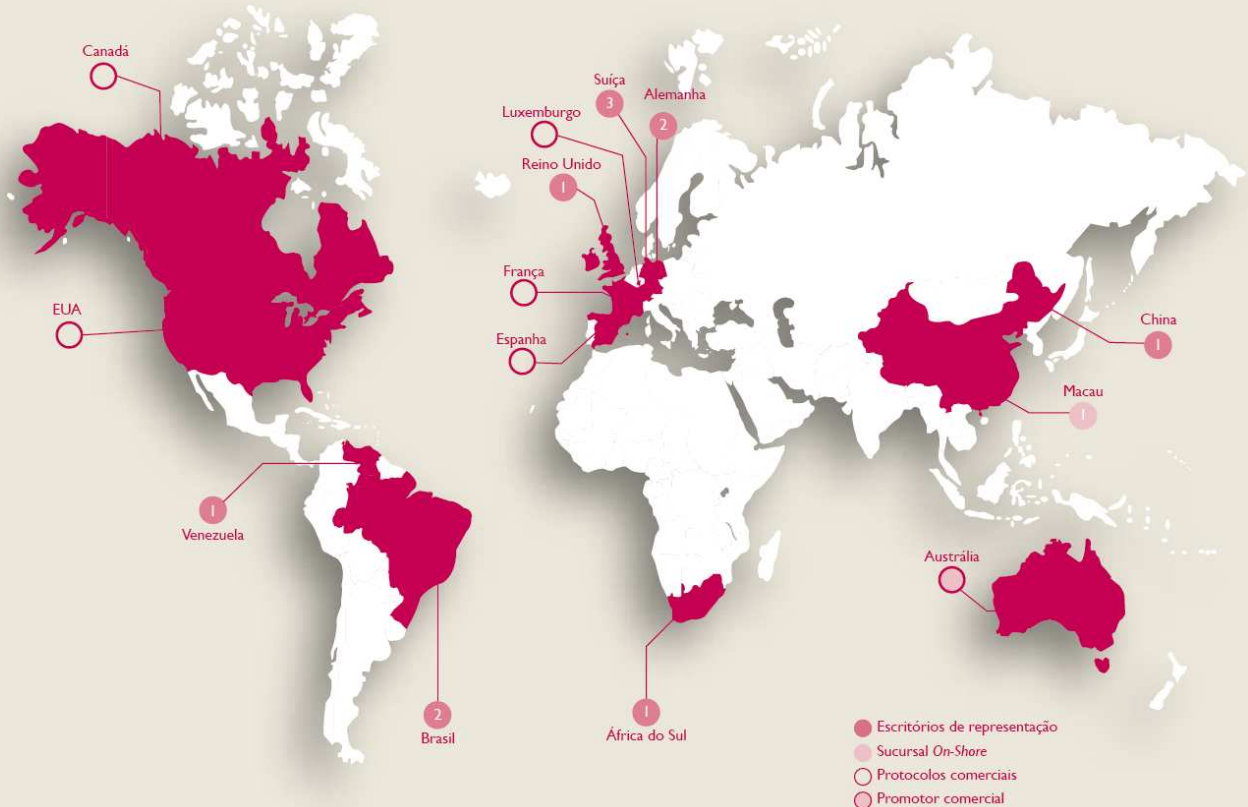 Canadá
EUA
Suíça
3
Alemanha
2
Luxemburgo
Reino Unido
1
França
Espanha
China
1
Macau
1
1
Venezuela
2
Brasil
1
África do Sul
Austrália
Escritórios de representação
Sucursal On-Shore
Protocolos comerciais
Promotor comercial